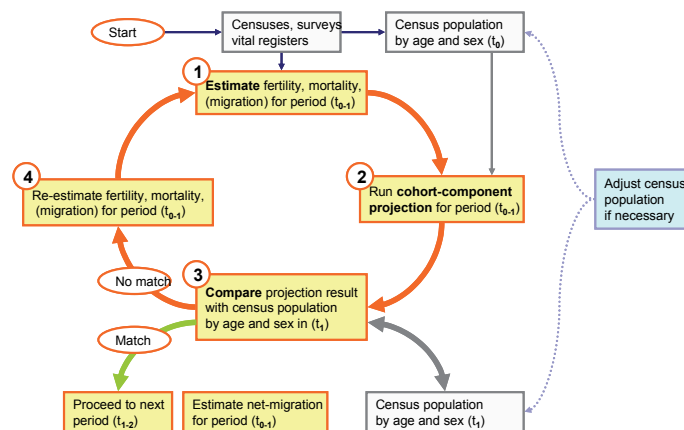 Start
Censuses, surveys
vital registers
Census population
by age and sex (t0)
1
Estimate fertility, mortality,
(migration) for period (t0-1)
4
Re-estimate fertility, mortality,
(migration) for period (t0-1)
2
Run cohort-component
projection for period (t0-1)
Adjust census
population
if necessary
3
Compare projection result
with census population
by age and sex in (t1)
No match
Match
Proceed to next
period (t1-2)
Estimate net-migration
for period (t0-1)
Census population
by age and sex (t1)